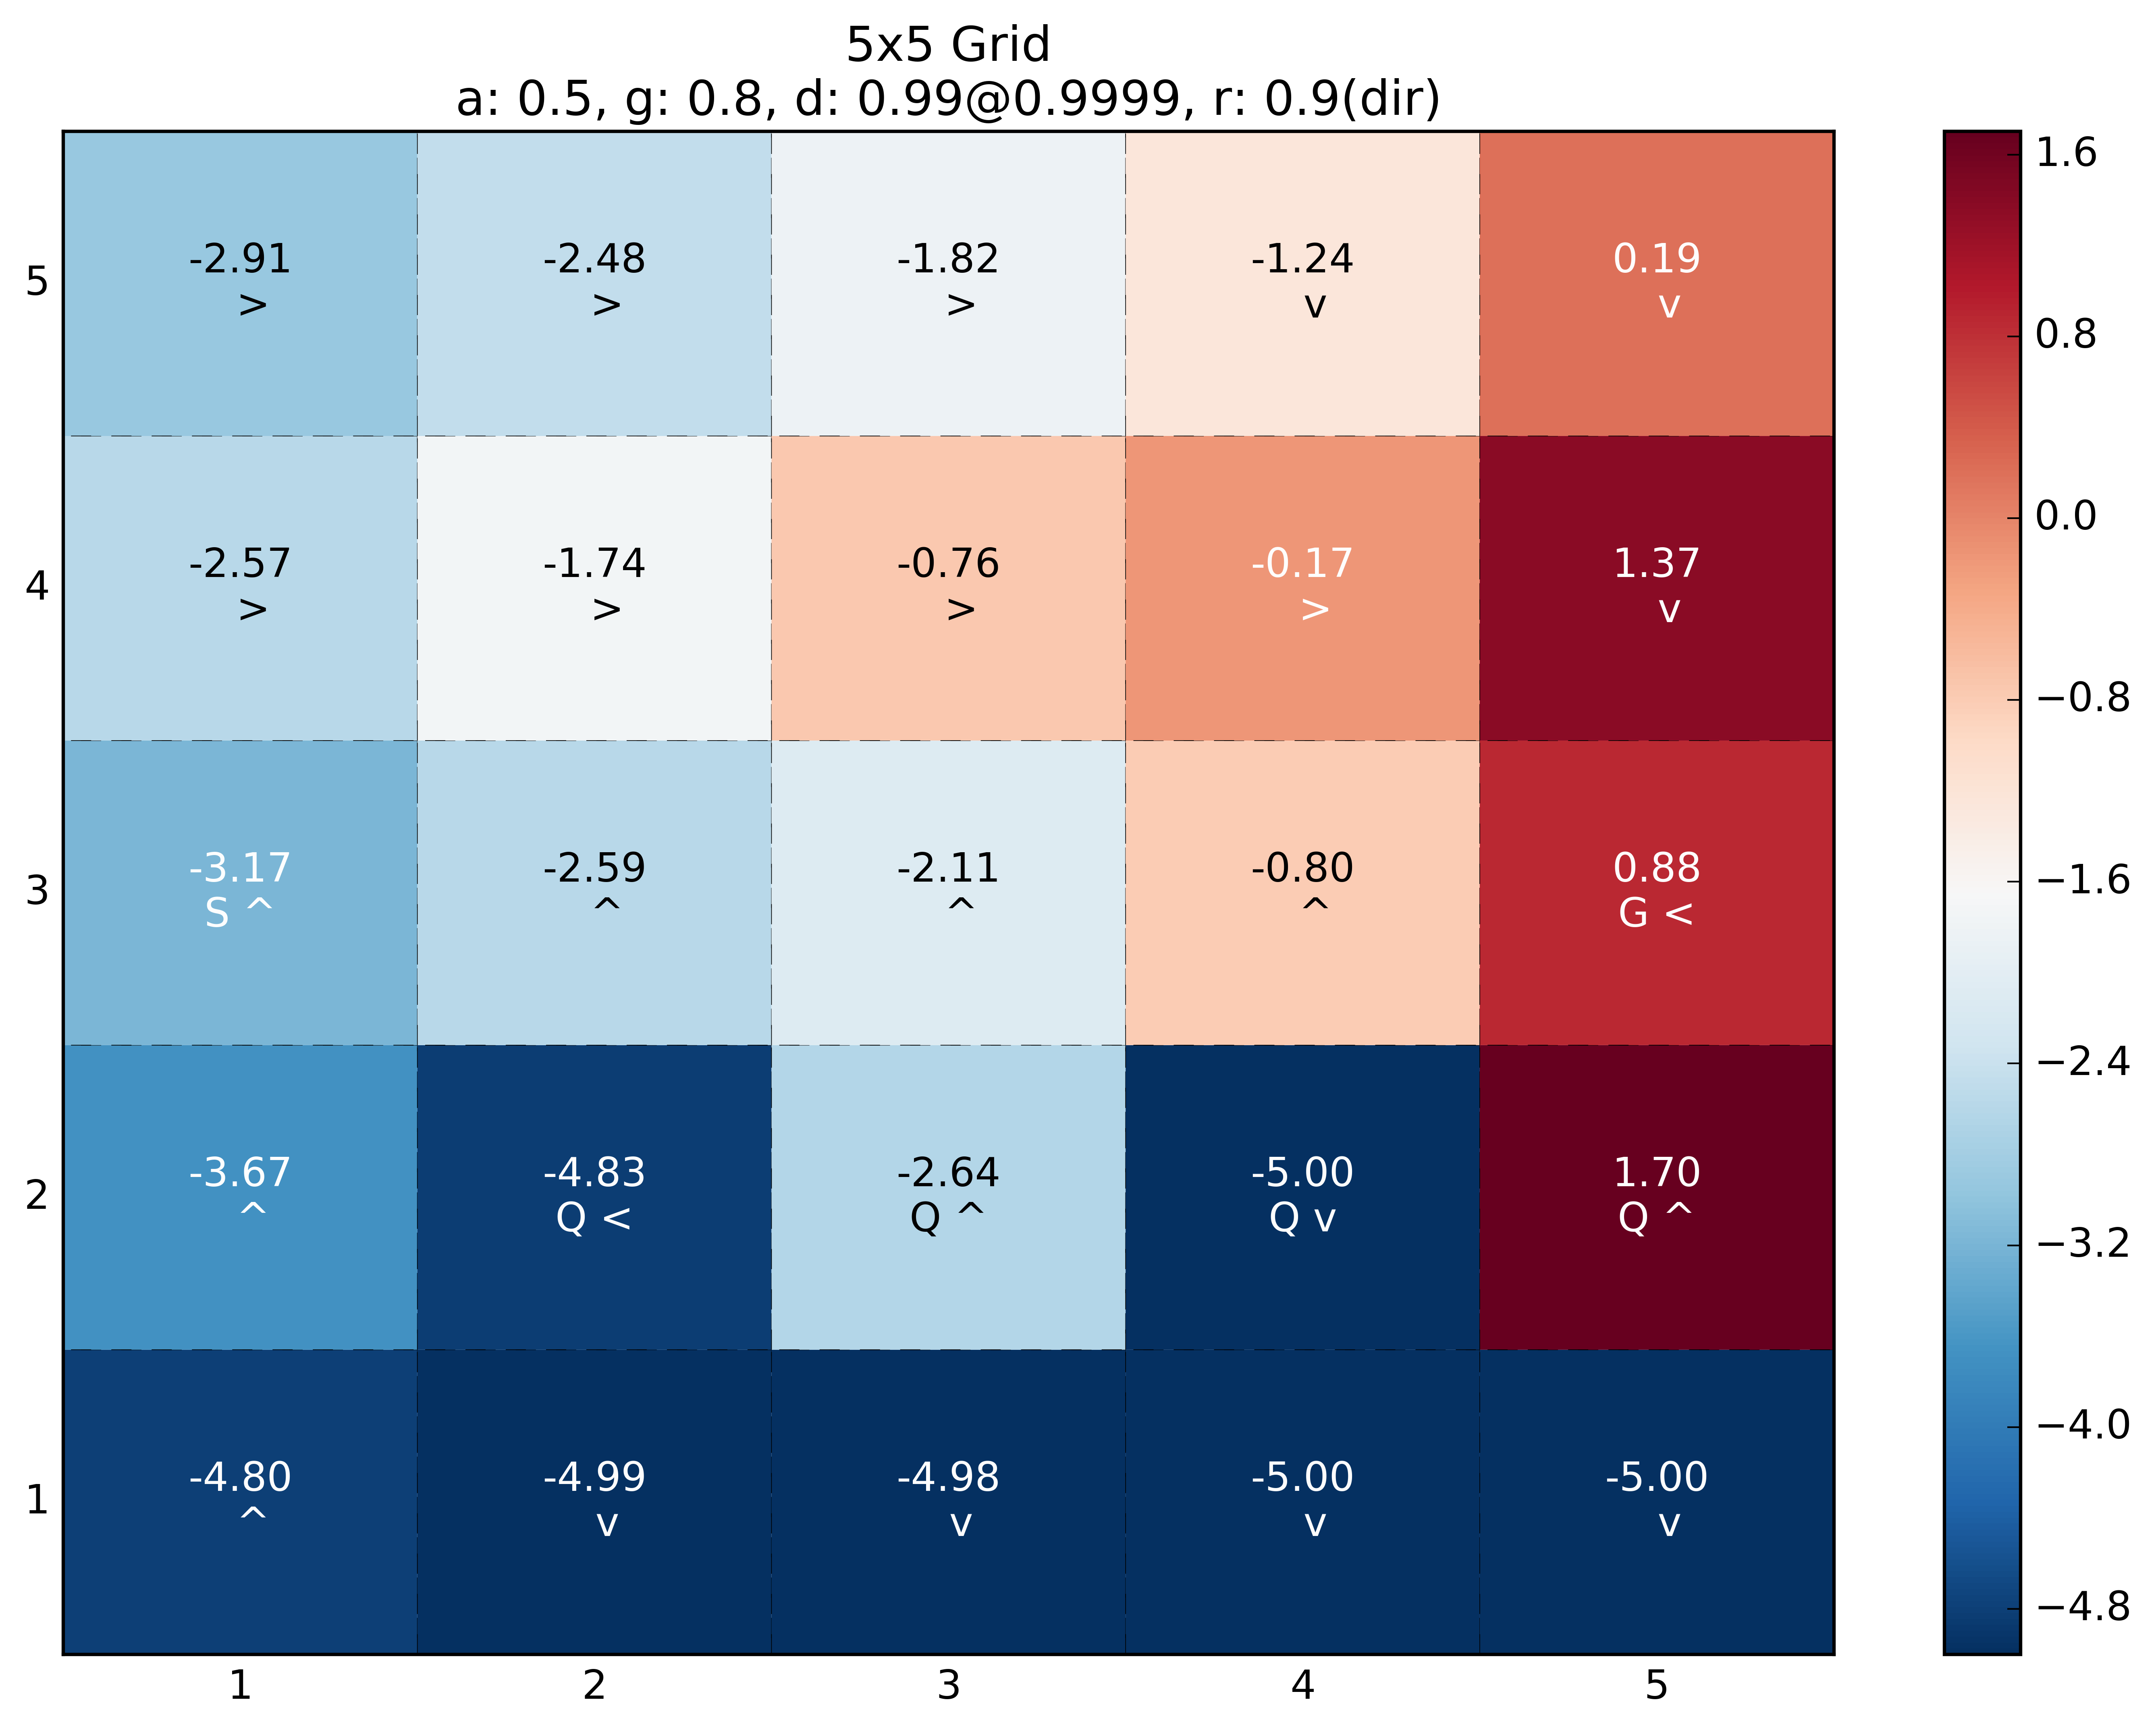 5x5 Grid
a: 0.5, g: 0.8, d: 0.99@0.9999, r: 0.9(dir)
5 -2.91 -2.48 -1.82 -1.24 0.19
> > > v v
4 -2.57 -1.74 -0.76 -0.17 1.37
> > > > v
3 -3.17 -2.59 -2.11 -0.80 0.88
S ^ ^ ^ ^ G <
2 -3.67 -4.83 -2.64 -5.00 1.70
^ Q < Q ^ Q v Q ^
1 -4.80 -4.99 -4.98 -5.00 -5.00
^ v v v v
1 2 3 4 5
1.6
0.8
0.0
−0.8
−1.6
−2.4
−3.2
−4.0
−4.8